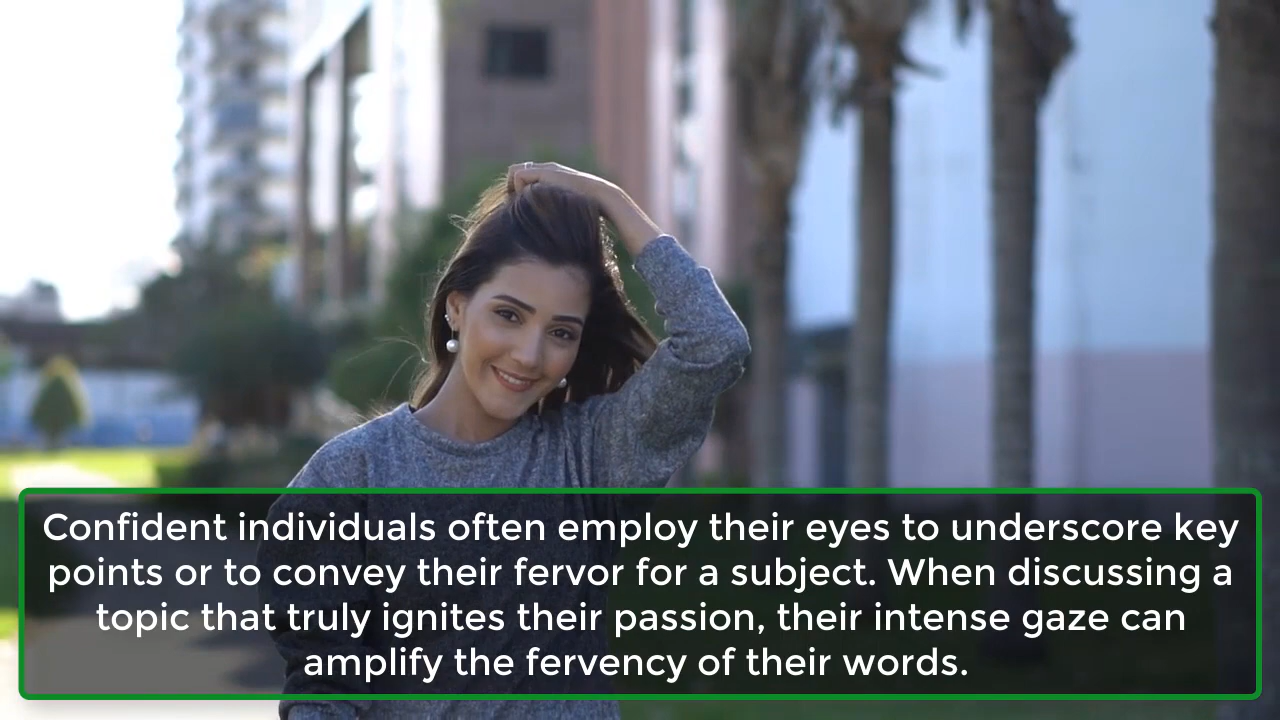 Confident individuals often employ their eyes to underscore key
points or to convey their fervor for a subject. When discussing a
topic that truly ignites their passion, their intense gaze can
amplify the fervency of their words.